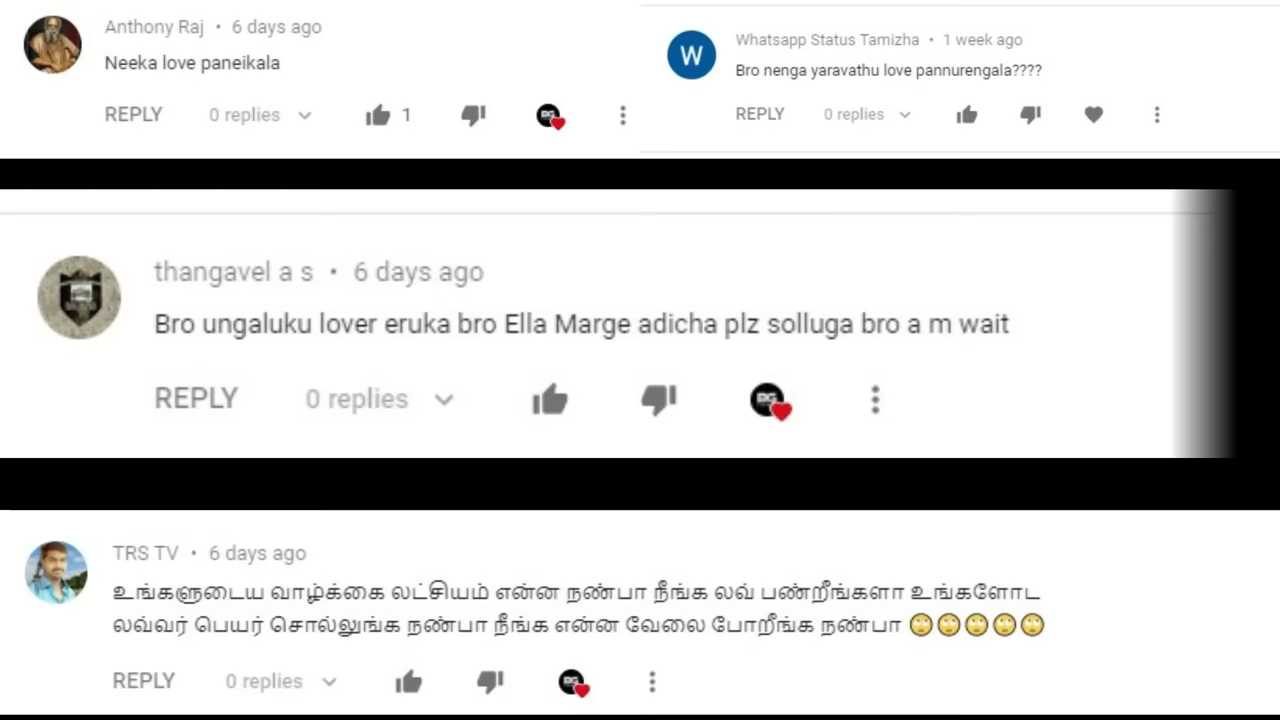 Anthony Raj • 6 days ago
Neeka love paneikala
REPLY 0 replies 1
W
Whatsapp Status Tamizha • 1 week ago
Bro nenga yaravathu love pannurengala????
REPLY 0 replies
thangavel a s • 6 days ago
Bro ungaluku lover eruka bro Ella Marge adicha plz solluga bro a m wait
REPLY 0 replies
TRS TV • 6 days ago
உங்களுடைய வாழ்க்கை லட்சியம் என்ன நண்பா நீங்க லவ் பண்றீங்களா உங்களோட
லவ்வர் பெயர் சொல்லுங்க நண்பா நீங்க என்ன வேலை போறீங்க நண்பா 🙄🙄🙄🙄🙄
REPLY 0 replies